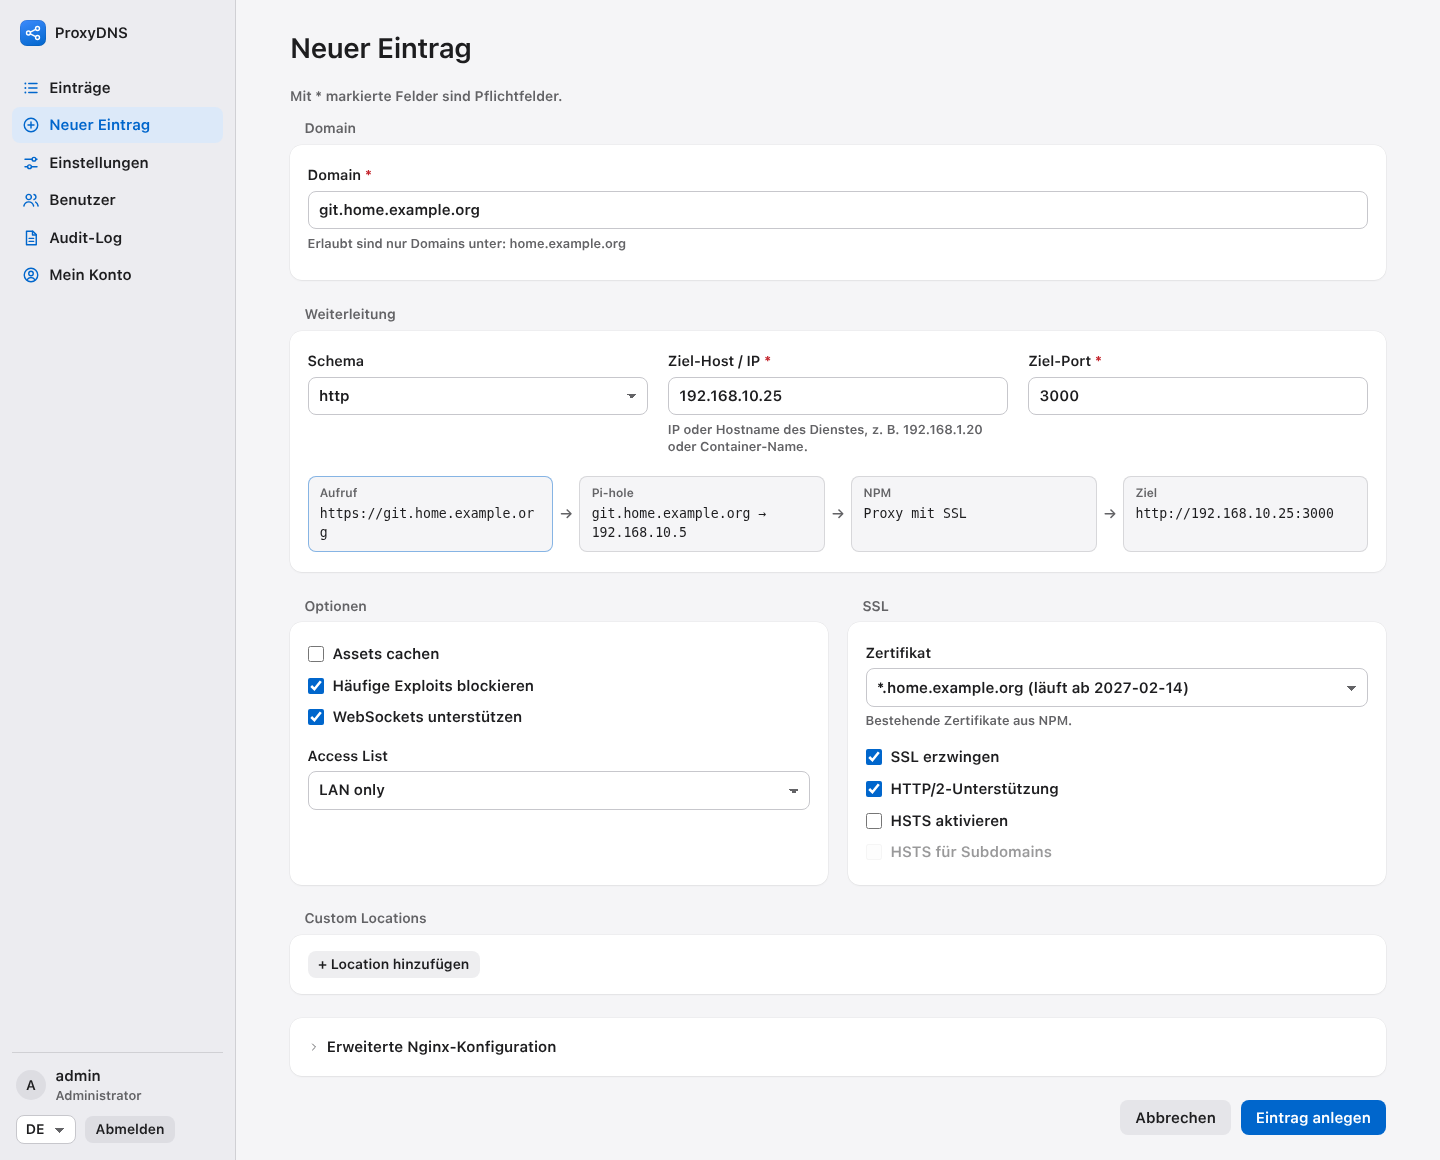 ProxyDNS
Einträge
Neuer Eintrag
Einstellungen
Benutzer
Audit-Log
Mein Konto
A
admin
Administrator
DE
Abmelden
Neuer Eintrag
Mit * markierte Felder sind Pflichtfelder.
Domain
Domain *
git.home.example.org
Erlaubt sind nur Domains unter: home.example.org
Weiterleitung
Schema
http
Ziel-Host / IP *
192.168.10.25
IP oder Hostname des Dienstes, z. B. 192.168.1.20
oder Container-Name.
Ziel-Port *
3000
Aufruf
https://git.home.example.or
g
→
Pi-hole
git.home.example.org →
192.168.10.5
→
NPM
Proxy mit SSL
→
Ziel
http://192.168.10.25:3000
Optionen
Assets cachen
Häufige Exploits blockieren
WebSockets unterstützen
Access List
LAN only
SSL
Zertifikat
*.home.example.org (läuft ab 2027-02-14)
Bestehende Zertifikate aus NPM.
SSL erzwingen
HTTP/2-Unterstützung
HSTS aktivieren
HSTS für Subdomains
Custom Locations
+ Location hinzufügen
Erweiterte Nginx-Konfiguration
Abbrechen
Eintrag anlegen